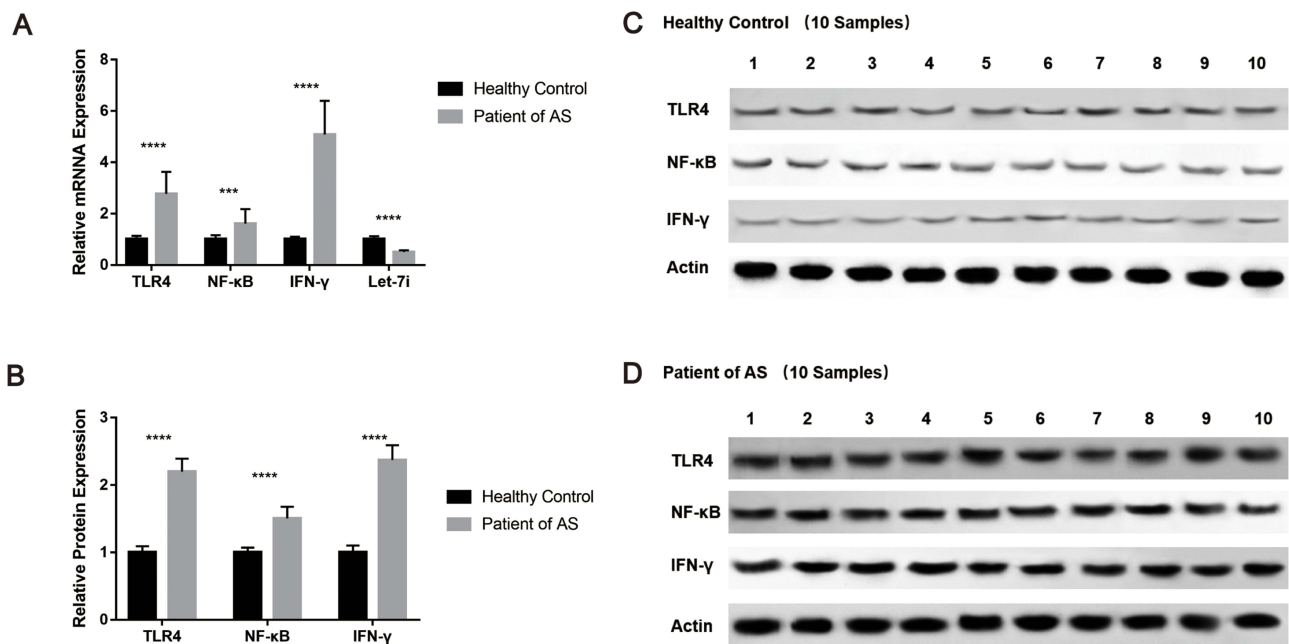 A
Relative mRNNA Expression
8
6
4
2
0
****
***
****
****
TLR4 NF-κB IFN-γ Let-7i
Healthy Control
Patient of AS
B
Relative Protein Expression
3
2
1
0
****
****
****
TLR4 NF-κB IFN-γ
Healthy Control
Patient of AS
C Healthy Control (10 Samples)
1 2 3 4 5 6 7 8 9 10
TLR4
NF-κB
IFN-γ
Actin
D Patient of AS (10 Samples)
1 2 3 4 5 6 7 8 9 10
TLR4
NF-κB
IFN-γ
Actin